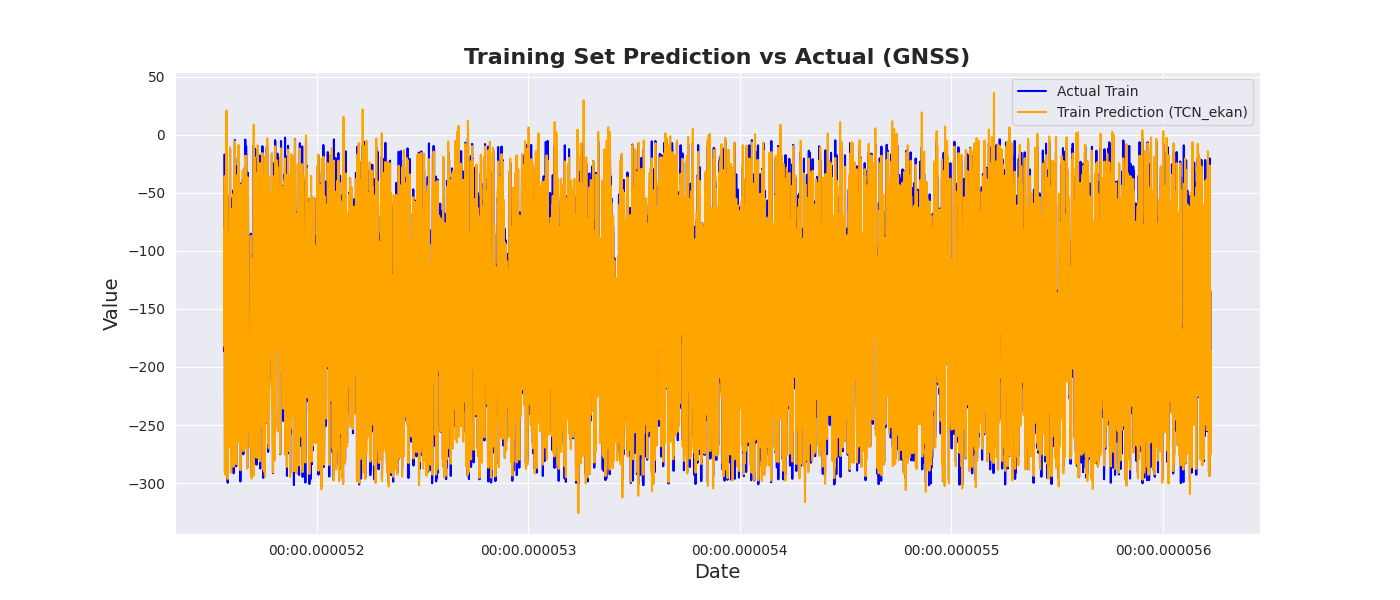 Training Set Prediction vs Actual (GNSS)
Actual Train
Train Prediction (TCN_ekan)
Value
50
0
−50
−100
−150
−200
−250
−300
00:00.000052
00:00.000053
00:00.000054
00:00.000055
00:00.000056
Date